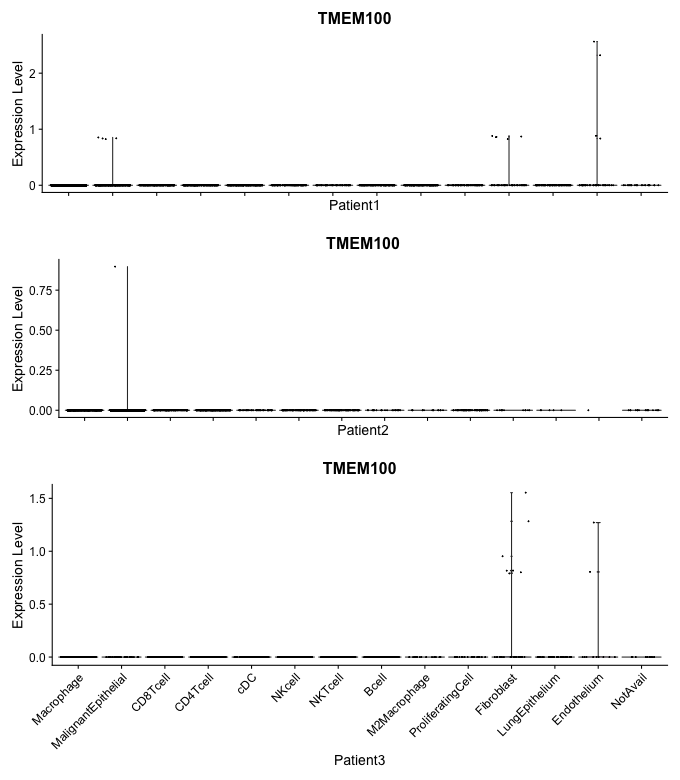 TMEM100
Expression Level
2
1
0
Patient1
TMEM100
Expression Level
0.75
0.50
0.25
0.00
Patient2
TMEM100
Expression Level
1.5
1.0
0.5
0.0
Macrophage
MalignantEpithelial
CD8Tcell
CD4Tcell
cDC
NKcell
NKTcell
Bcell
M2Macrophage
ProliferatingCell
Fibroblast
LungEpithelium
Endothelium
NotAvail
Patient3